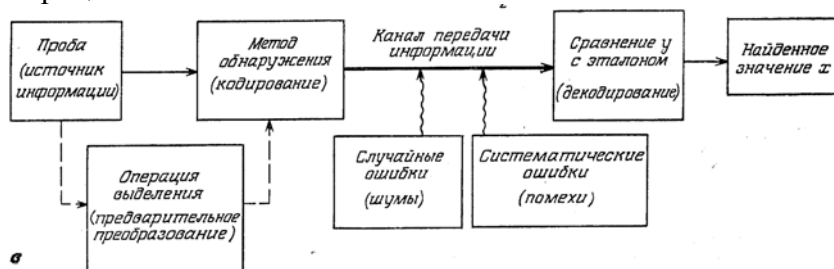 Проба
(источник
информации)
Метод
обнаружения
(кодирование)
Канал передачи
информации
Сравнение y
с эталоном
(декодирование)
Найденное
значение x
Операция
выделения
(предварительное
преобразование)
Случайные
ошибки
(шумы)
Систематические
ошибки
(помехи)
в